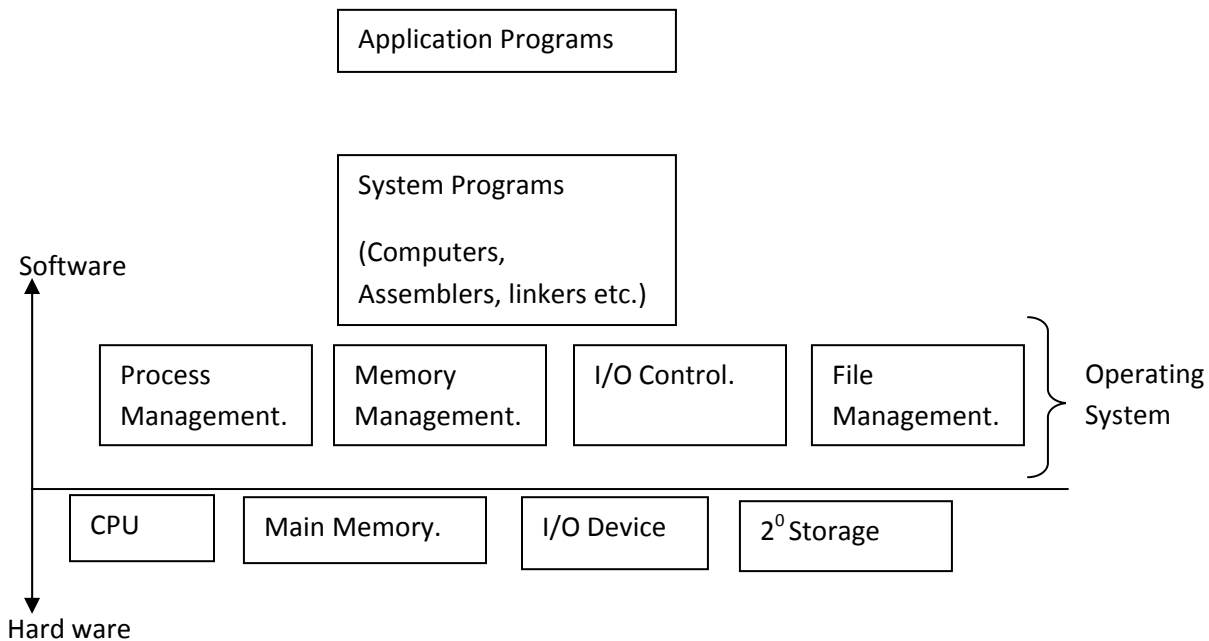 Application Programs
System Programs
(Computers,
Assemblers, linkers etc.)
Software
Process
Management.
Memory
Management.
I/O Control.
File
Management.
Operating
System
CPU
Main Memory.
I/O Device
2⁰ Storage
Hard ware